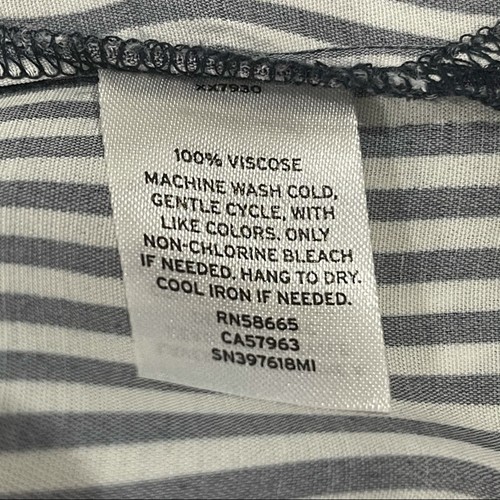 XX7930
100% VISCOSE
MACHINE WASH COLD,
GENTLE CYCLE, WITH
LIKE COLORS. ONLY
NON-CHLORINE BLEACH
IF NEEDED. HANG TO DRY.
COOL IRON IF NEEDED.
RN58665
CA57963
SN397618MI